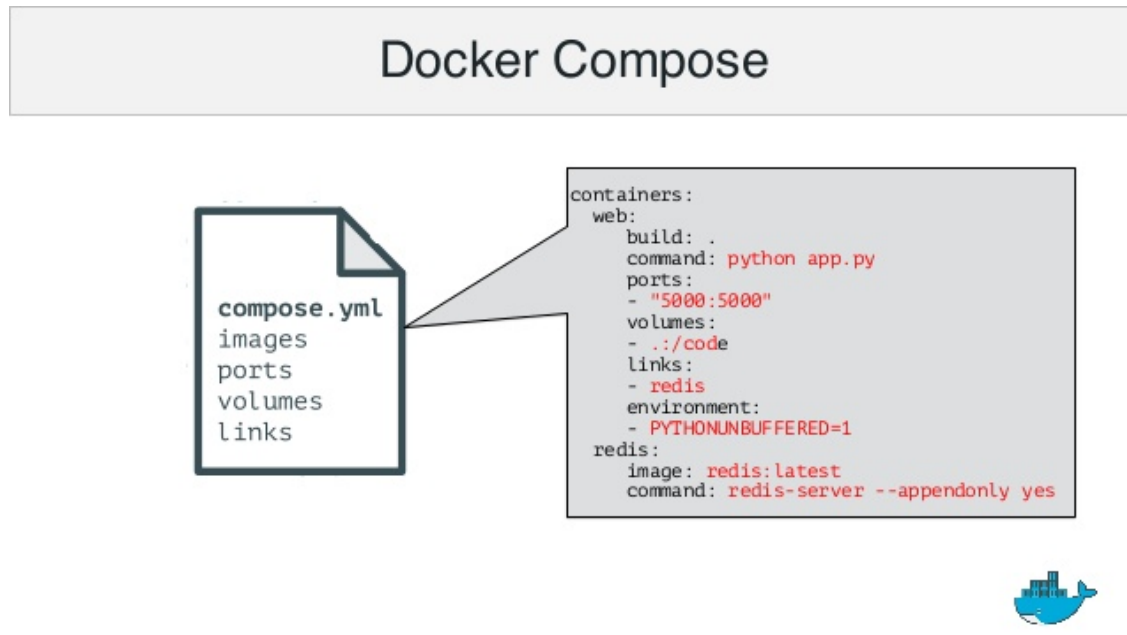 Docker Compose
compose.yml
images
ports
volumes
links
containers:
  web:
    build: .
    command: python app.py
    ports:
    - "5000:5000"
    volumes:
    - .:/code
    links:
    - redis
    environment:
    - PYTHONUNBUFFERED=1
  redis:
    image: redis:latest
    command: redis-server --appendonly yes